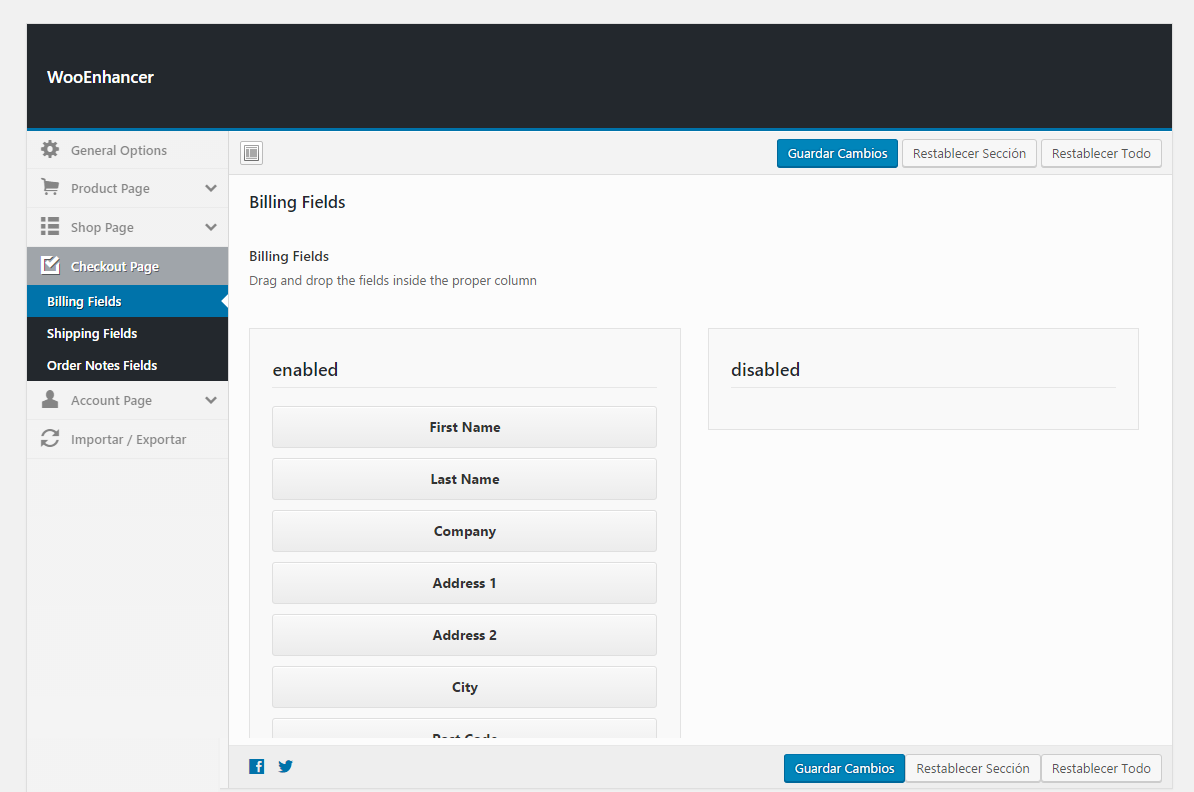 WooEnhancer
General Options
Product Page
Shop Page
Checkout Page
Billing Fields
Shipping Fields
Order Notes Fields
Account Page
Importar / Exportar
Guardar Cambios Restablecer Sección Restablecer Todo
Billing Fields
Billing Fields
Drag and drop the fields inside the proper column
enabled
First Name
Last Name
Company
Address 1
Address 2
City
Post Code
disabled
Guardar Cambios Restablecer Sección Restablecer Todo